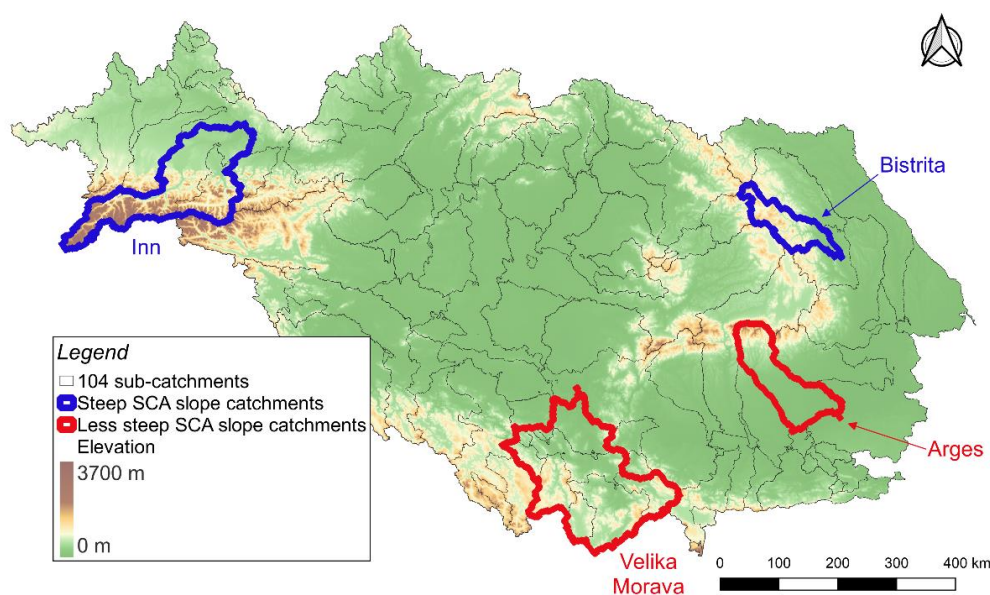 Bistrita
Inn
Legend
104 sub-catchments
Steep SCA slope catchments
Less steep SCA slope catchments
Elevation
3700 m
0 m
Arges
Velika
Morava
0 100 200 300 400 km